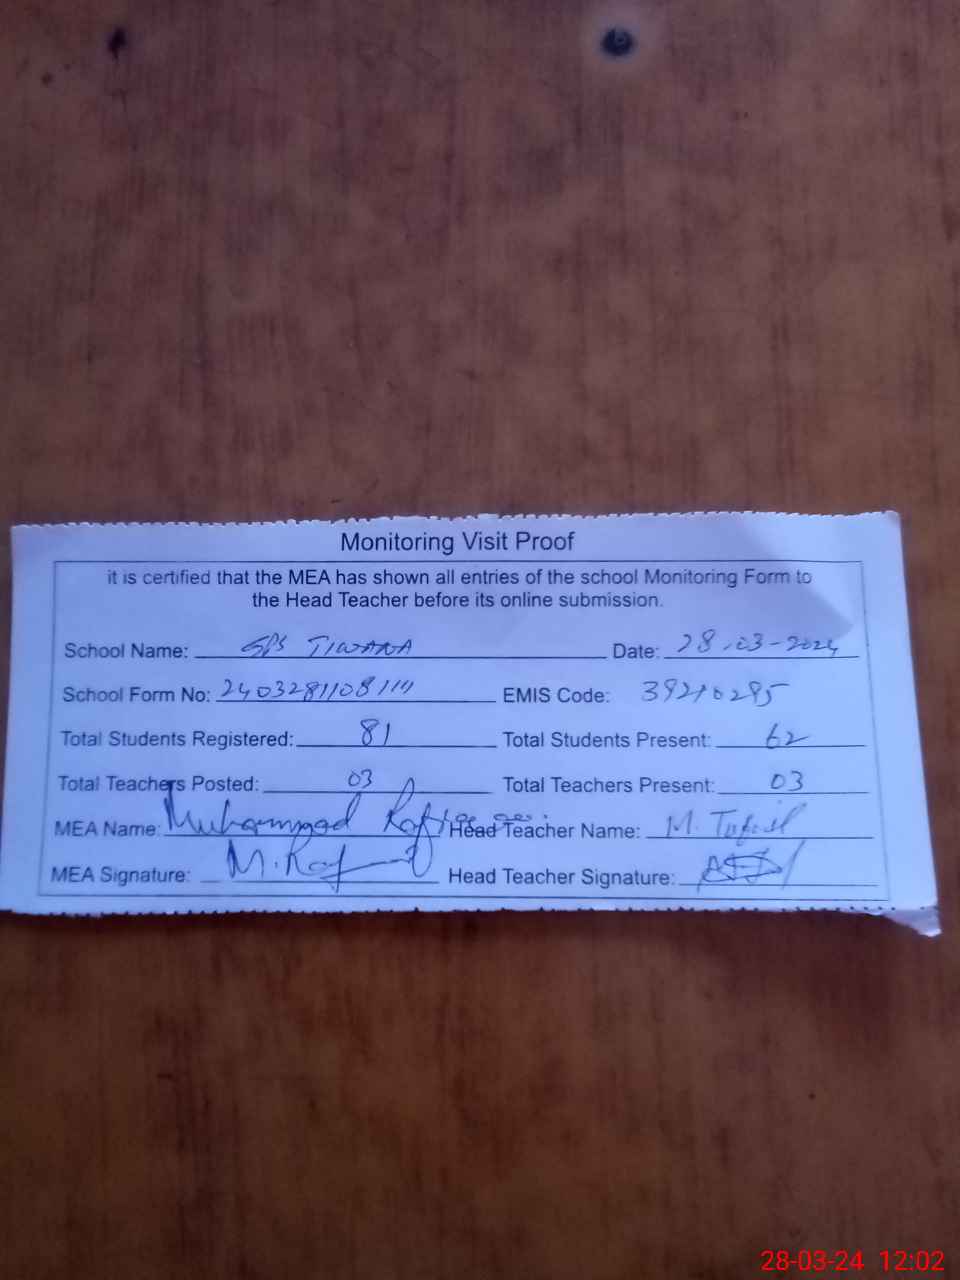 Monitoring Visit Proof
it is certified that the MEA has shown all entries of the school Monitoring Form to
the Head Teacher before its online submission.
School Name: GPS TIWANA Date: 28-03-2024
School Form No: 2403281108111 EMIS Code: 39210295
Total Students Registered: 81 Total Students Present: 62
Total Teachers Posted: 03 Total Teachers Present: 03
MEA Name: Muhammad Head Teacher Name: M. Tufail
MEA Signature: Head Teacher Signature:
28-03-24 12:02